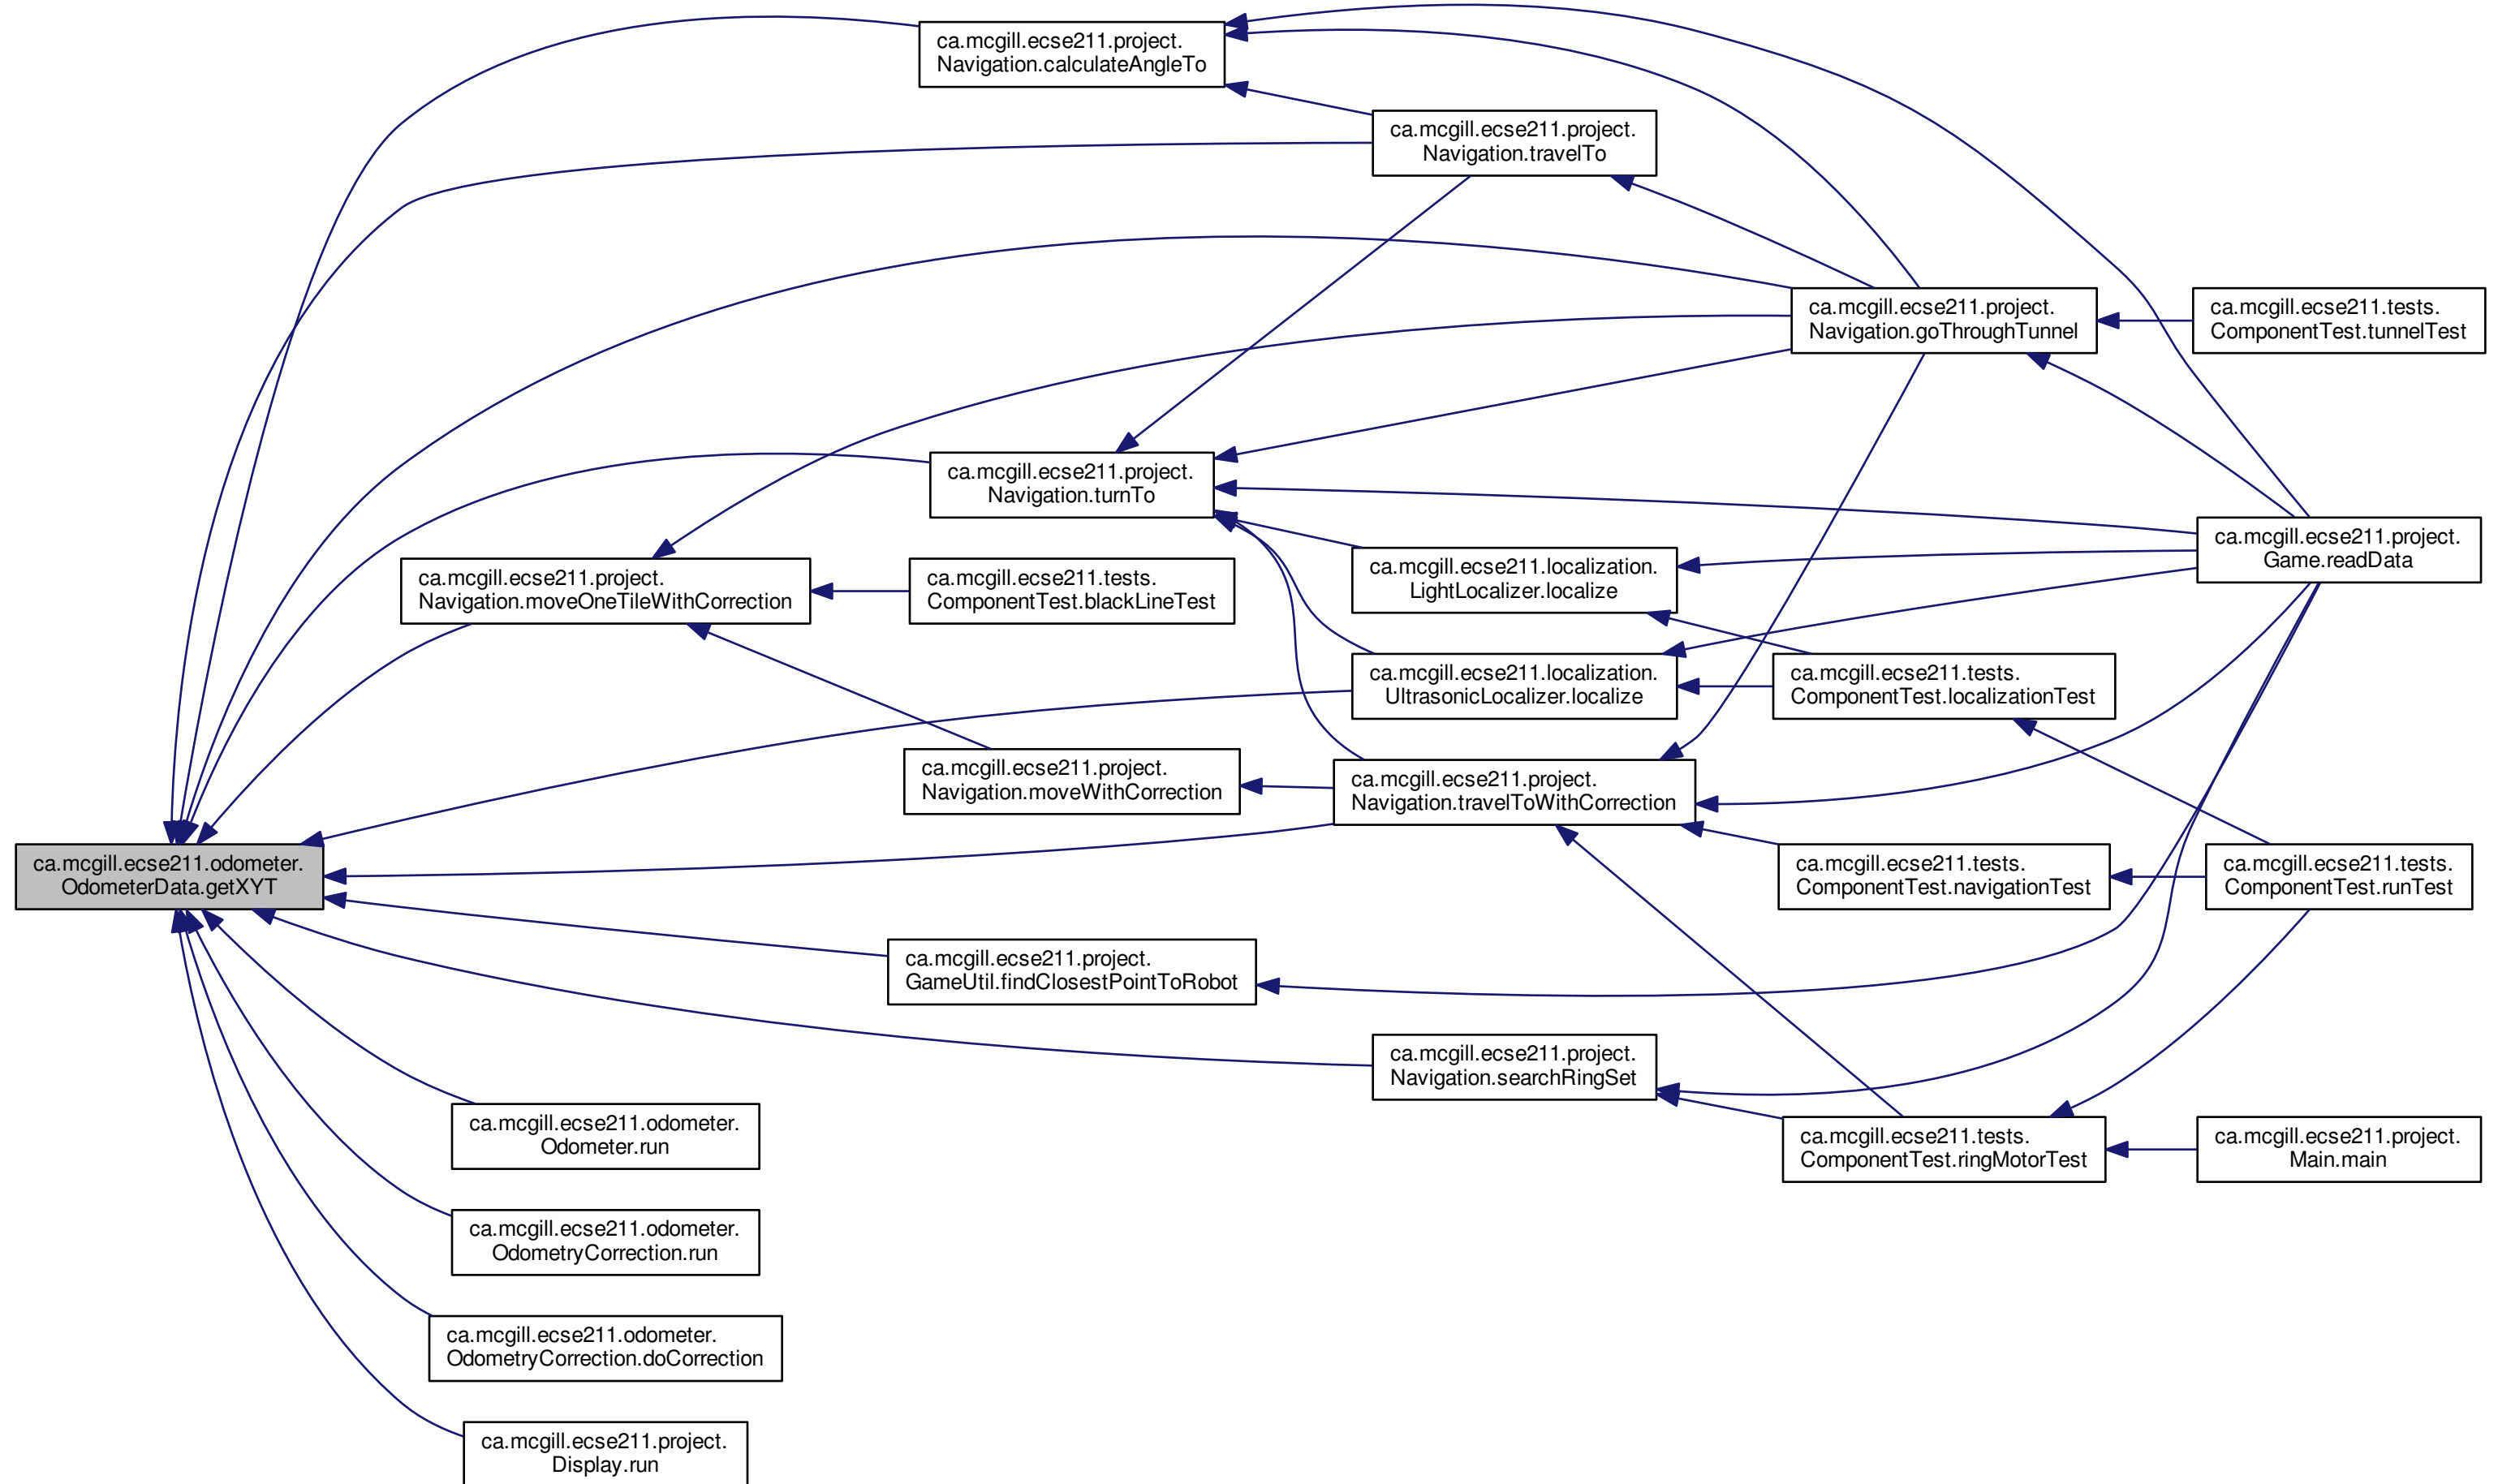 ca.mcgill.ecse211.project.
Navigation.calculateAngleTo
ca.mcgill.ecse211.project.
Navigation.travelTo
ca.mcgill.ecse211.project.
Navigation.goThroughTunnel
ca.mcgill.ecse211.tests.
ComponentTest.tunnelTest
ca.mcgill.ecse211.project.
Navigation.turnTo
ca.mcgill.ecse211.project.
Game.readData
ca.mcgill.ecse211.project.
Navigation.moveOneTileWithCorrection
ca.mcgill.ecse211.tests.
ComponentTest.blackLineTest
ca.mcgill.ecse211.localization.
LightLocalizer.localize
ca.mcgill.ecse211.localization.
UltrasonicLocalizer.localize
ca.mcgill.ecse211.tests.
ComponentTest.localizationTest
ca.mcgill.ecse211.project.
Navigation.moveWithCorrection
ca.mcgill.ecse211.project.
Navigation.travelToWithCorrection
ca.mcgill.ecse211.odometer.
OdometerData.getXYT
ca.mcgill.ecse211.tests.
ComponentTest.navigationTest
ca.mcgill.ecse211.tests.
ComponentTest.runTest
ca.mcgill.ecse211.project.
GameUtil.findClosestPointToRobot
ca.mcgill.ecse211.project.
Navigation.searchRingSet
ca.mcgill.ecse211.odometer.
Odometer.run
ca.mcgill.ecse211.tests.
ComponentTest.ringMotorTest
ca.mcgill.ecse211.project.
Main.main
ca.mcgill.ecse211.odometer.
OdometryCorrection.run
ca.mcgill.ecse211.odometer.
OdometryCorrection.doCorrection
ca.mcgill.ecse211.project.
Display.run